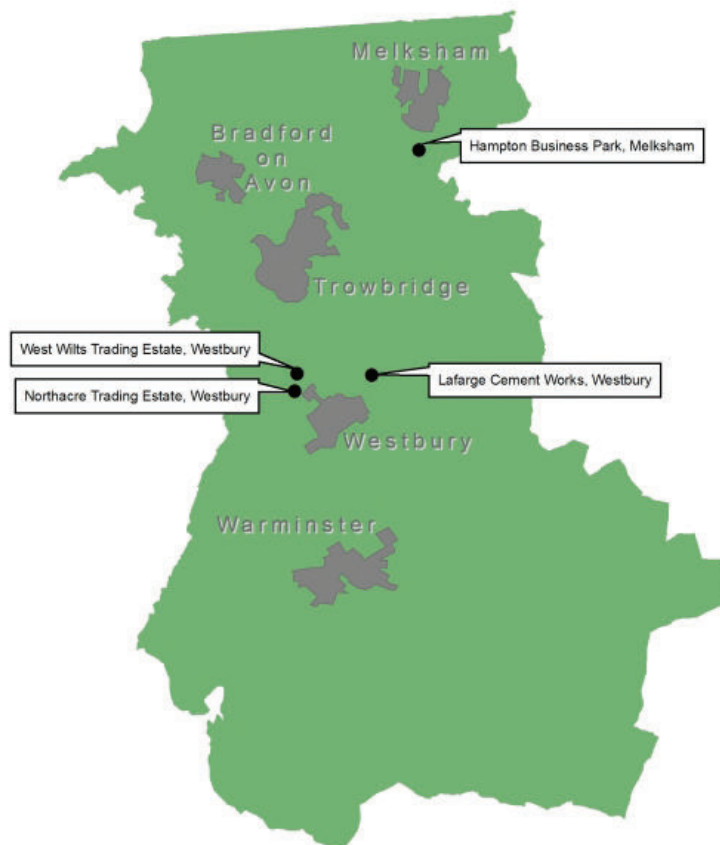 Melksham
Hampton Business Park, Melksham
Bradford
on
Avon
Trowbridge
West Wilts Trading Estate, Westbury
Lafarge Cement Works, Westbury
Northacre Trading Estate, Westbury
Westbury
Warminster